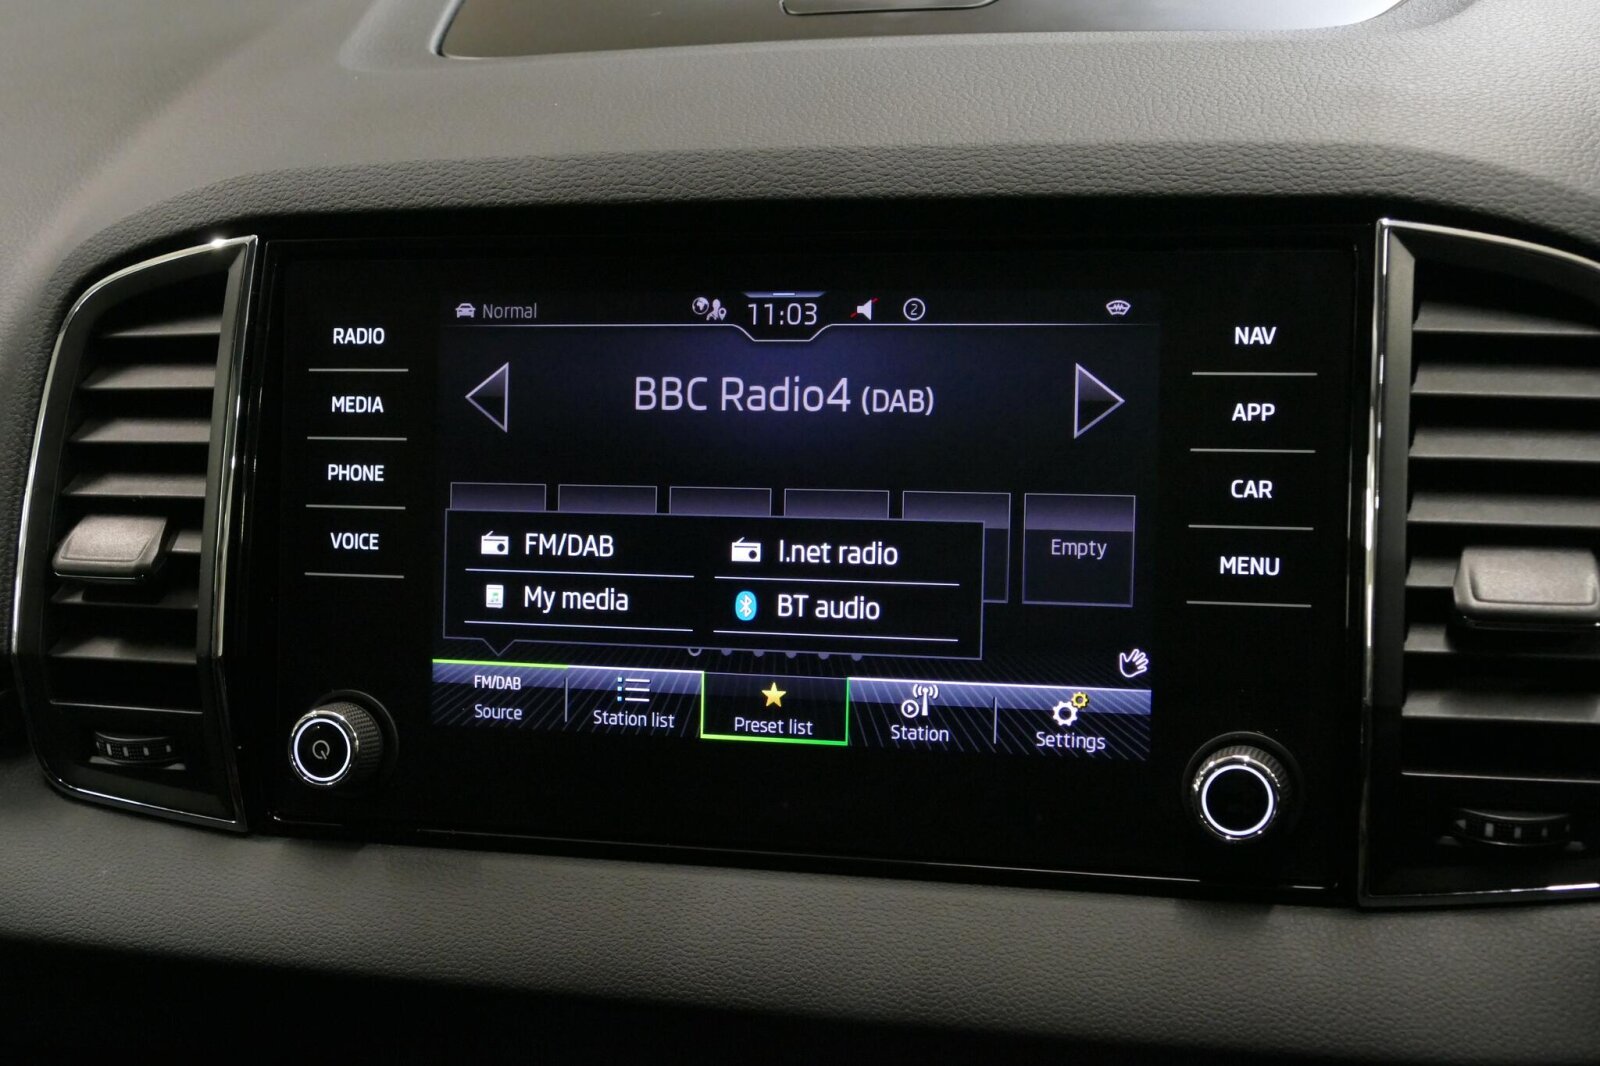 Normal
11:03
2
RADIO
MEDIA
PHONE
VOICE
BBC Radio4 (DAB)
NAV
APP
CAR
MENU
FM/DAB
I.net radio
Empty
My media
BT audio
FM/DAB
Source
Station list
Preset list
Station
Settings